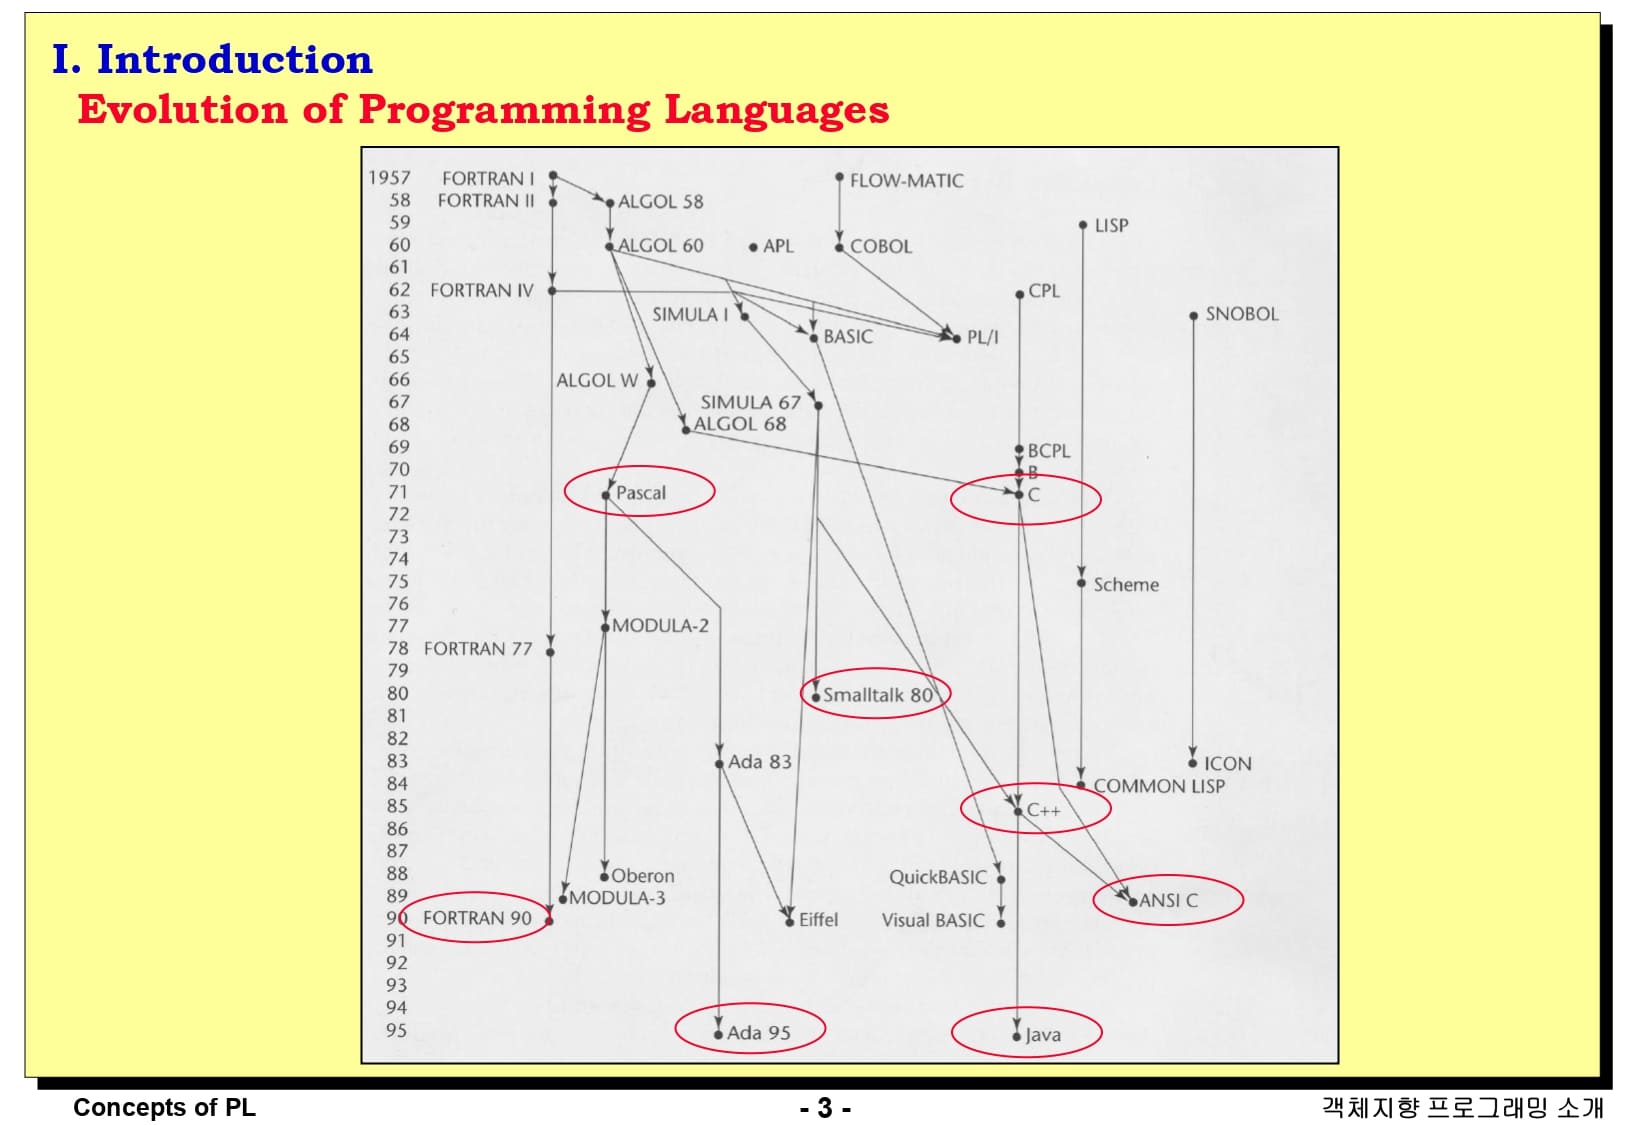 I. Introduction
Evolution of Programming Languages
1957 FORTRAN I FLOW-MATIC
58 FORTRAN II ALGOL 58
59 LISP
60 ALGOL 60 APL COBOL
61
62 FORTRAN IV CPL
63 SIMULA I SNOBOL
64 BASIC PL/I
65
66 ALGOL W
67 SIMULA 67
68 ALGOL 68
69 BCPL
70 B
71 Pascal C
72
73
74
75 Scheme
76
77 MODULA-2
78 FORTRAN 77
79
80 Smalltalk 80
81
82
83 Ada 83 ICON
84 COMMON LISP
85 C++
86
87
88 Oberon QuickBASIC
89 MODULA-3 ANSI C
90 FORTRAN 90 Eiffel Visual BASIC
91
92
93
94
95 Ada 95 Java
Concepts of PL - 3 - 객체지향 프로그래밍 소개